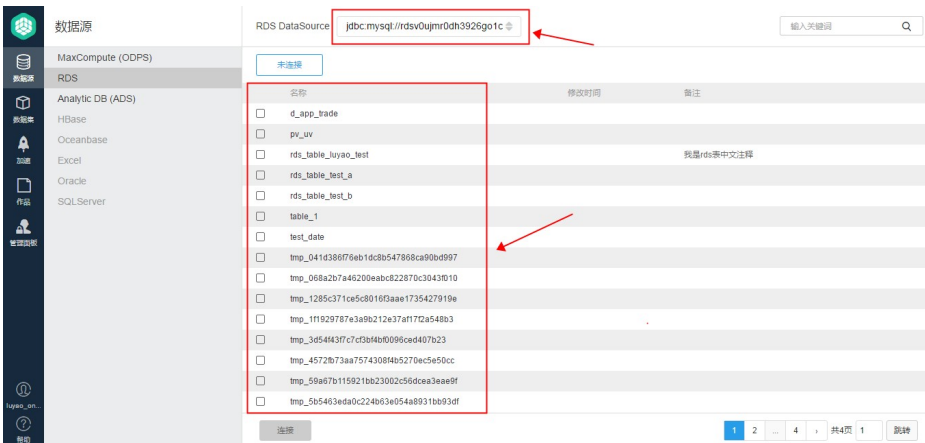 数据源
RDS DataSource
jdbc:mysql://rdsv0ujmr0dh3926go1c
输入关键词
数据源
数据集
加速
作品
管理面板
luyao_on...
帮助
MaxCompute (ODPS)
RDS
Analytic DB (ADS)
HBase
Oceanbase
Excel
Oracle
SQLServer
未连接
名称 修改时间 备注
d_app_trade
pv_uv
rds_table_luyao_test 我是rds表中文注释
rds_table_test_a
rds_table_test_b
table_1
test_date
tmp_041d386f76eb1dc8b547868ca90bd997
tmp_068a2b7a46200eabc822870c3043f010
tmp_1285c371ce5c8016f3aae1735427919e
tmp_1f1929787e3a9b212e37af17f2a548b3
tmp_3d54f43f7c7cf3bf4bf0096ced407b23
tmp_4572fb73aa7574308f4b5270ec5e50cc
tmp_59a67b115921bb23002c56dcea3eae9f
tmp_5b5463eda0c224b63e054a8931bb93df
连接
1 2 ... 4 › 共4页 1 跳转